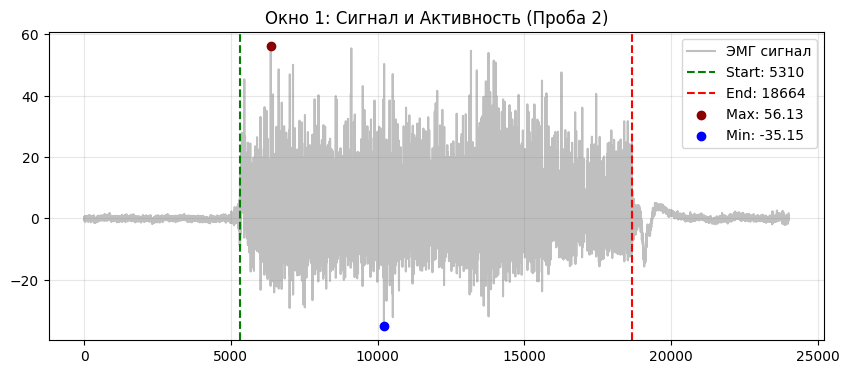 Окно 1: Сигнал и Активность (Проба 2)
60
40
20
0
−20
0
5000
10000
15000
20000
25000
ЭМГ сигнал
Start: 5310
End: 18664
Max: 56.13
Min: -35.15